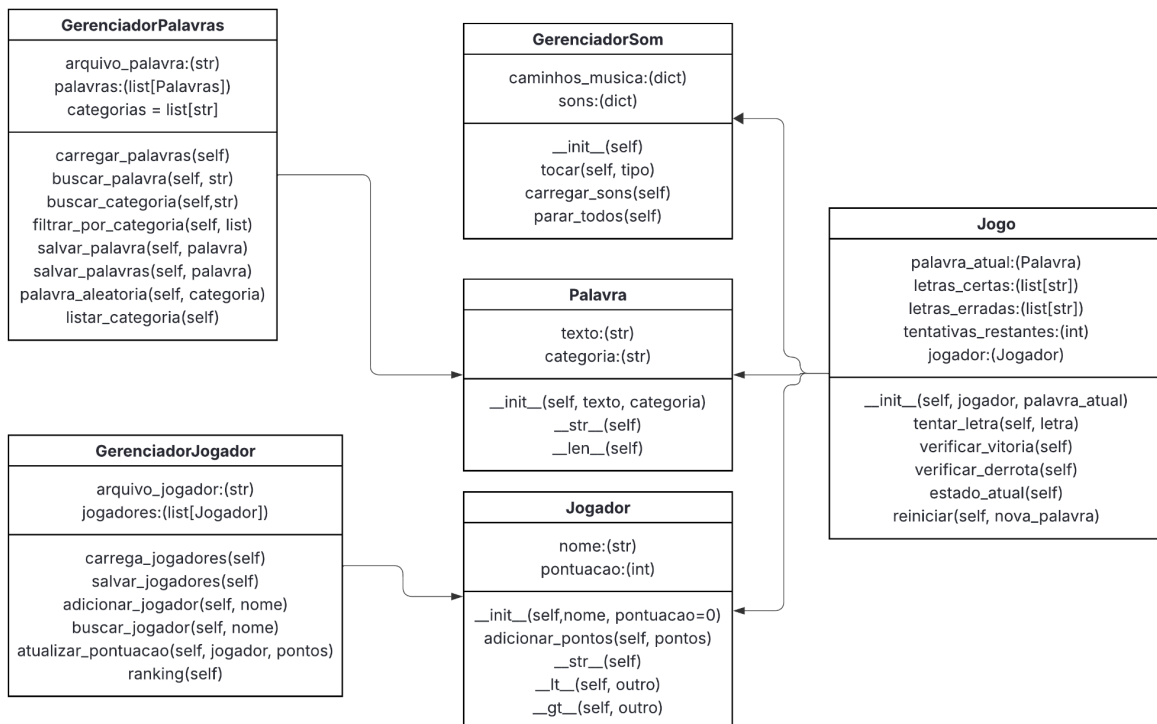 GerenciadorPalavras
arquivo_palavra:(str)
palavras:(list[Palavras])
categorias = list[str]
carregar_palavras(self)
buscar_palavra(self, str)
buscar_categoria(self,str)
filtrar_por_categoria(self, list)
salvar_palavra(self, palavra)
salvar_palavras(self, palavra)
palavra_aleatoria(self, categoria)
listar_categoria(self)
GerenciadorSom
caminhos_musica:(dict)
sons:(dict)
__init__(self)
tocar(self, tipo)
carregar_sons(self)
parar_todos(self)
Jogo
palavra_atual:(Palavra)
letras_certas:(list[str])
letras_erradas:(list[str])
tentativas_restantes:(int)
jogador:(Jogador)
__init__(self, jogador, palavra_atual)
tentar_letra(self, letra)
verificar_vitoria(self)
verificar_derrota(self)
estado_atual(self)
reiniciar(self, nova_palavra)
Palavra
texto:(str)
categoria:(str)
__init__(self, texto, categoria)
__str__(self)
__len__(self)
GerenciadorJogador
arquivo_jogador:(str)
jogadores:(list[Jogador])
carrega_jogadores(self)
salvar_jogadores(self)
adicionar_jogador(self, nome)
buscar_jogador(self, nome)
atualizar_pontuacao(self, jogador, pontos)
ranking(self)
Jogador
nome:(str)
pontuacao:(int)
__init__(self,nome, pontuacao=0)
adicionar_pontos(self, pontos)
__str__(self)
__lt__(self, outro)
__gt__(self, outro)